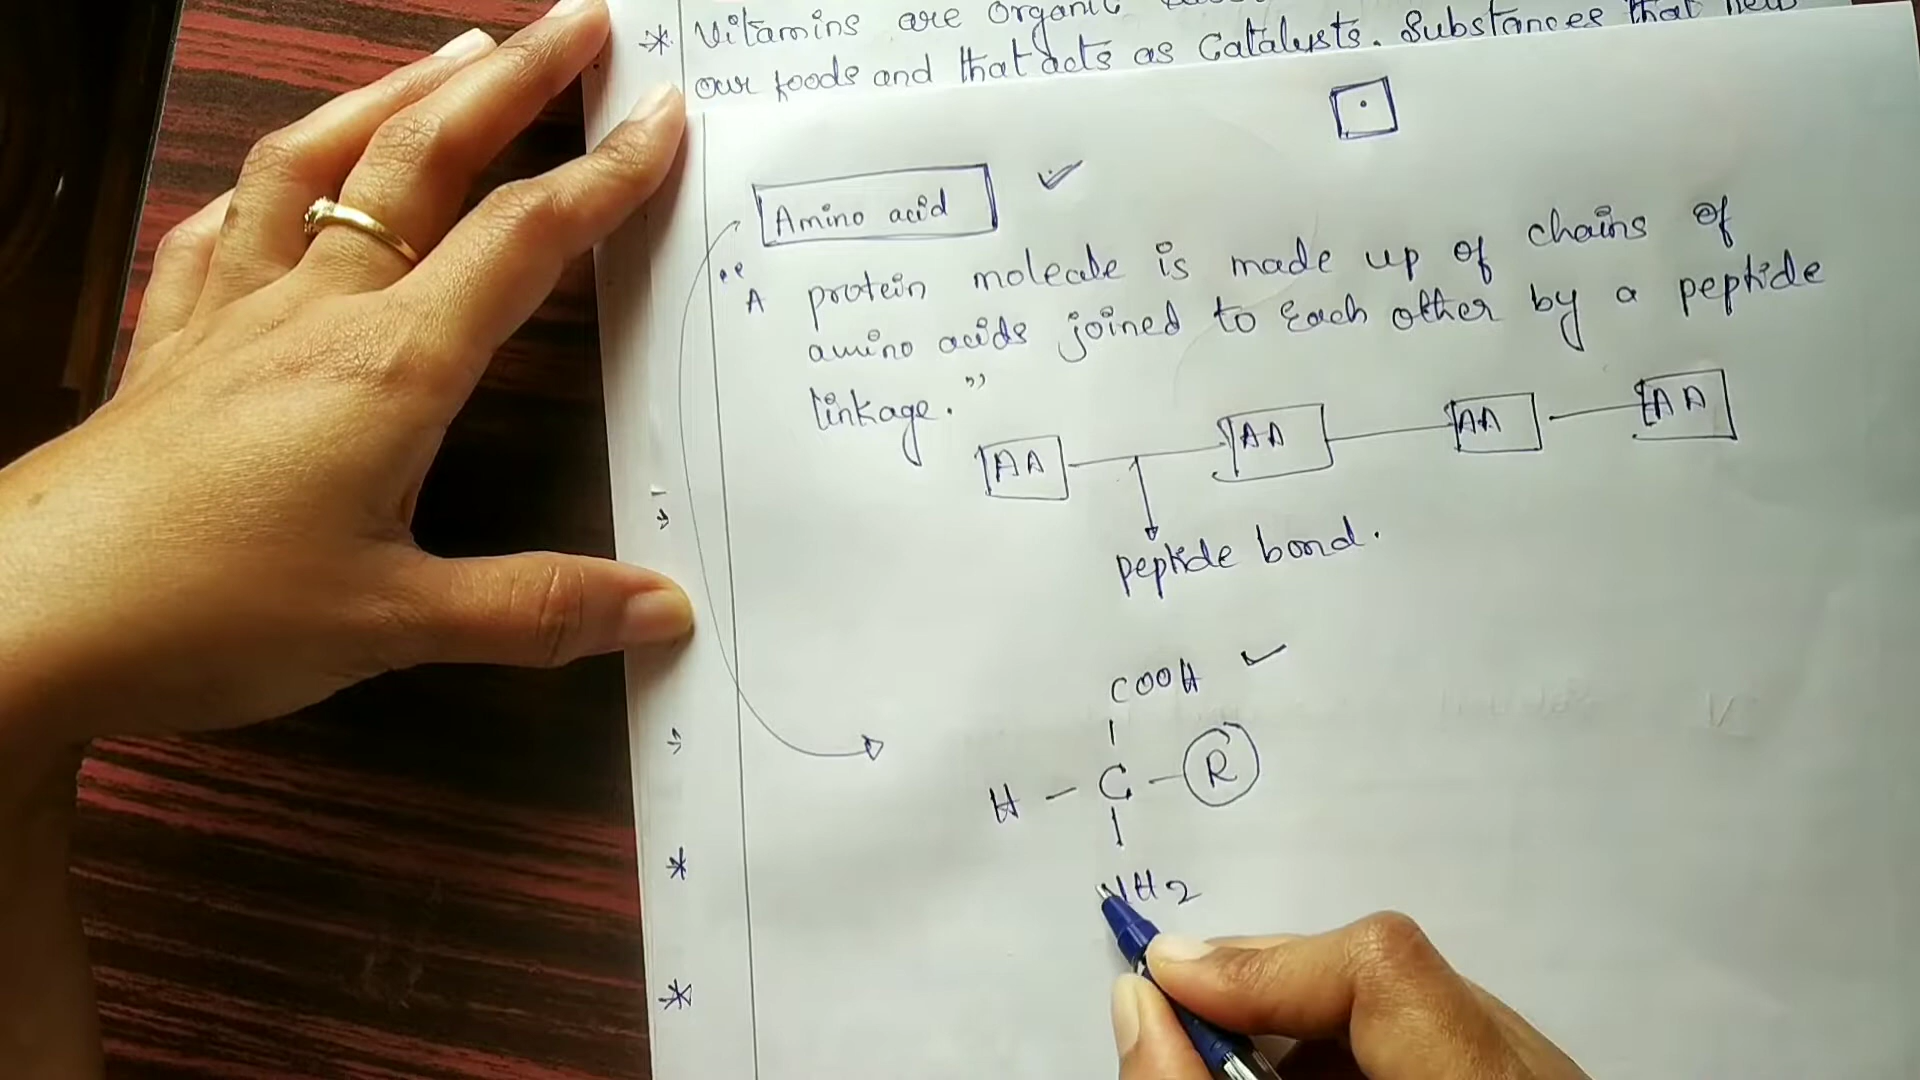 * Vitamins are organic
our foods and that acts as Catalysts. Substances that help
Amino acid ✓
"A protein molecule is made up of chains of
amino acids joined to Each other by a peptide
linkage."
AA — AA — AA — AA
peptide bond.
COOH ✓
H — C — R
NH2